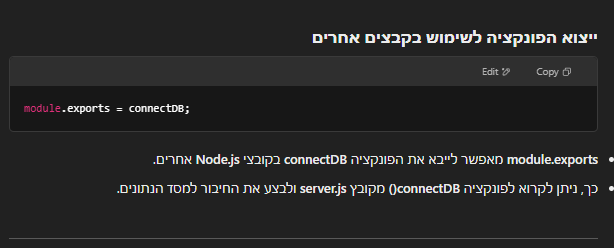 ייצוא הפונקציה לשימוש בקבצים אחרים
Edit Copy
module.exports = connectDB;
module.exports מאפשר לייבא את הפונקציה connectDB בקובצי Node.js אחרים.
כך, ניתן לקרוא לפונקציה connectDB() מקובץ server.js ולבצע את החיבור למסד הנתונים.